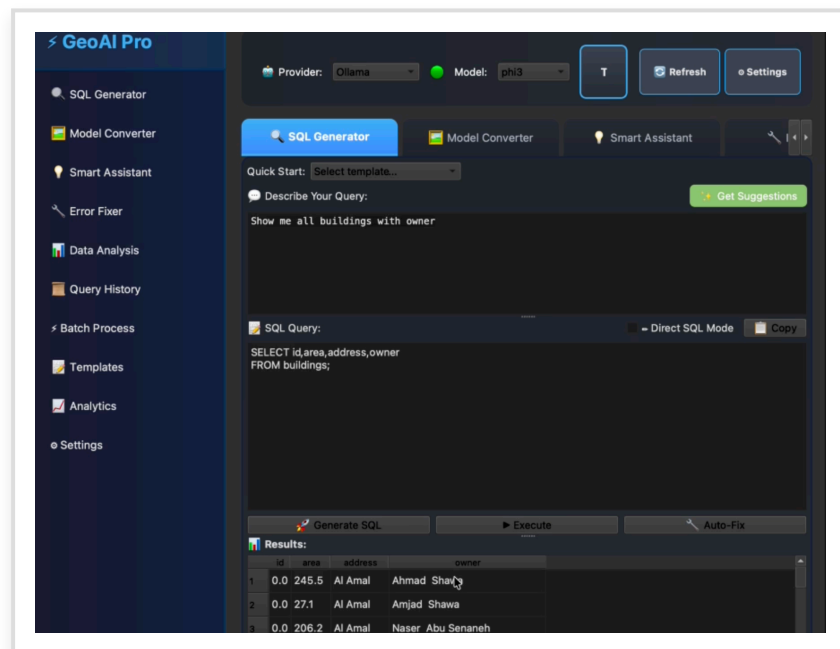 ⚡ GeoAI Pro
Provider: Ollama Model: phi3 T Refresh Settings
SQL Generator
Model Converter
Smart Assistant
Error Fixer
Data Analysis
Query History
Batch Process
Templates
Analytics
Settings
SQL Generator Model Converter Smart Assistant
Quick Start: Select template...
Describe Your Query: Get Suggestions
Show me all buildings with owner
SQL Query: Direct SQL Mode Copy
SELECT id,area,address,owner
FROM buildings;
Generate SQL Execute Auto-Fix
Results:
id area address owner
1 0.0 245.5 Al Amal Ahmad Shawa
2 0.0 27.1 Al Amal Amjad Shawa
3 0.0 206.2 Al Amal Naser Abu Senaneh